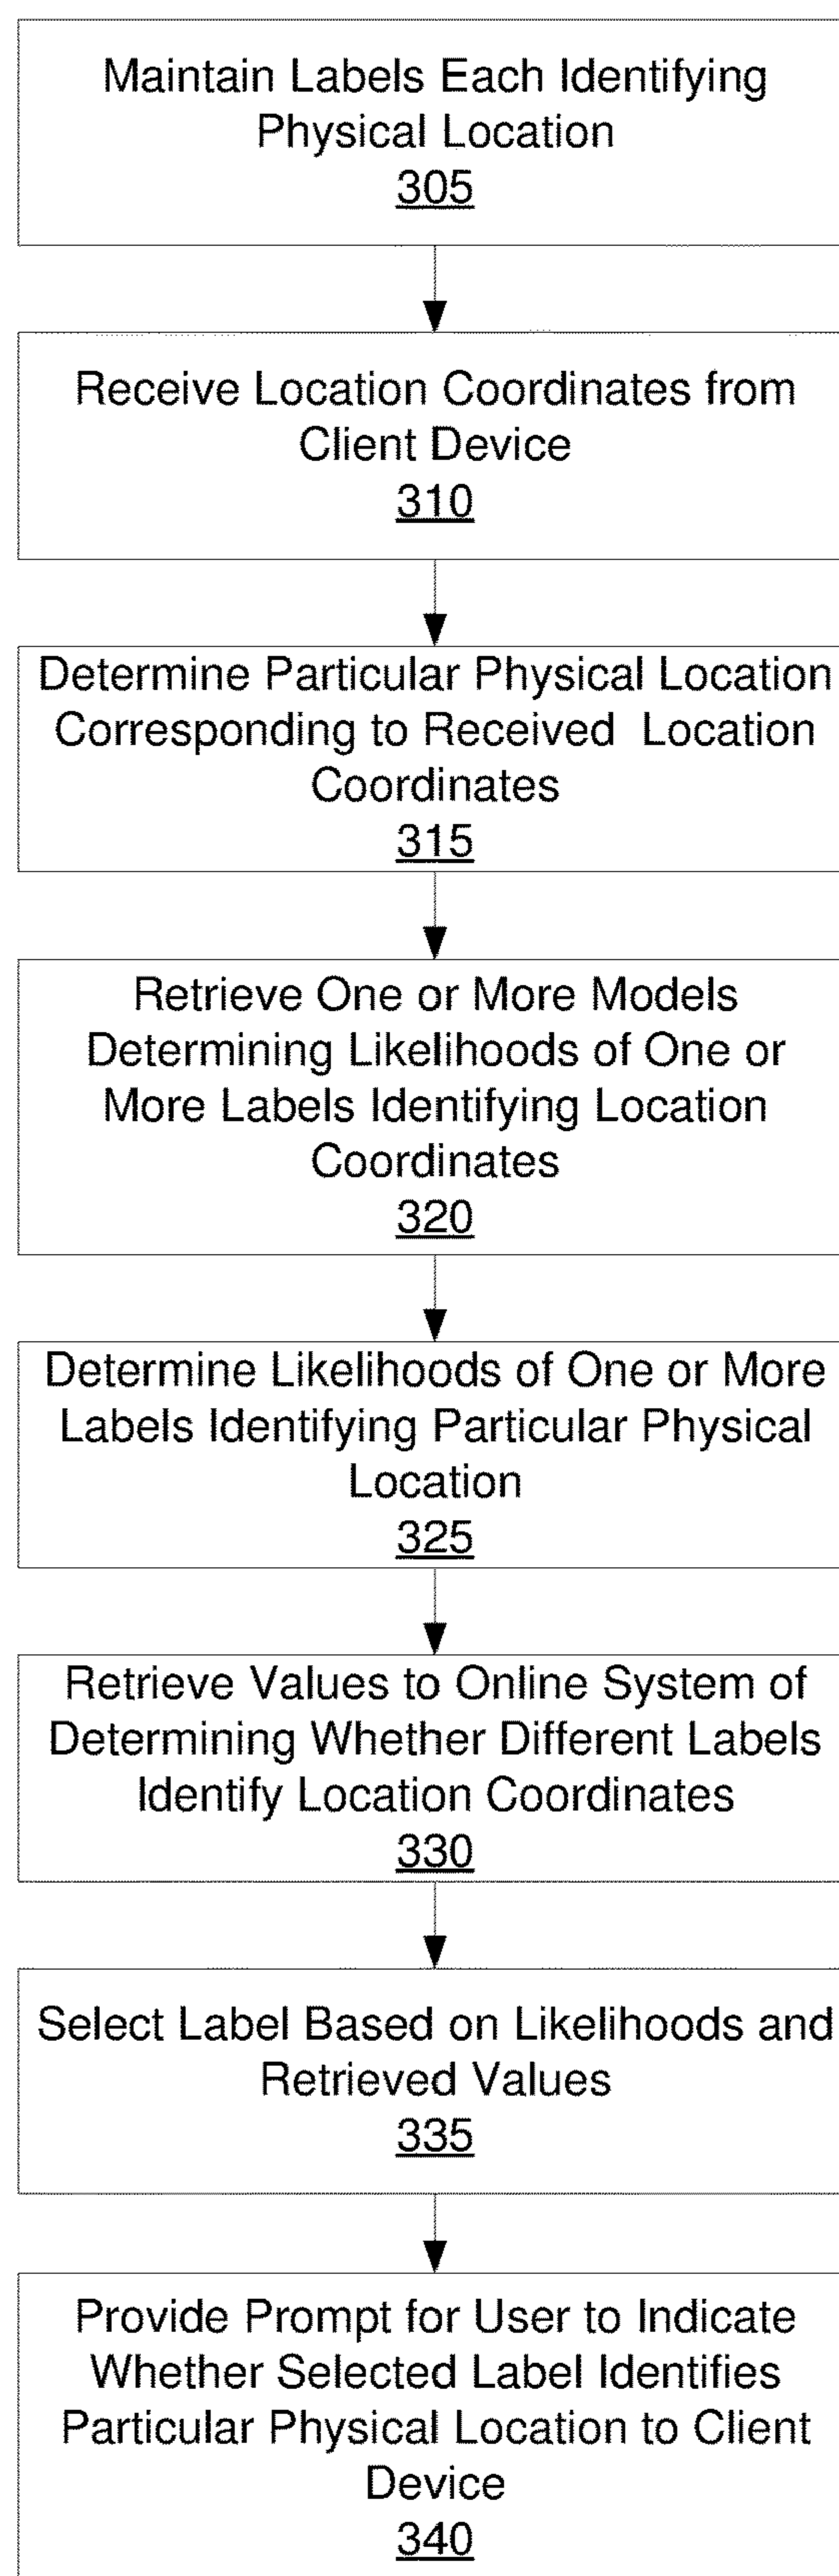 Maintain Labels Each Identifying
Physical Location
305
Receive Location Coordinates from
Client Device
310
Determine Particular Physical Location
Corresponding to Received Location
Coordinates
315
Retrieve One or More Models
Determining Likelihoods of One or
More Labels Identifying Location
Coordinates
320
Determine Likelihoods of One or More
Labels Identifying Particular Physical
Location
325
Retrieve Values to Online System of
Determining Whether Different Labels
Identify Location Coordinates
330
Select Label Based on Likelihoods and
Retrieved Values
335
Provide Prompt for User to Indicate
Whether Selected Label Identifies
Particular Physical Location to Client
Device
340